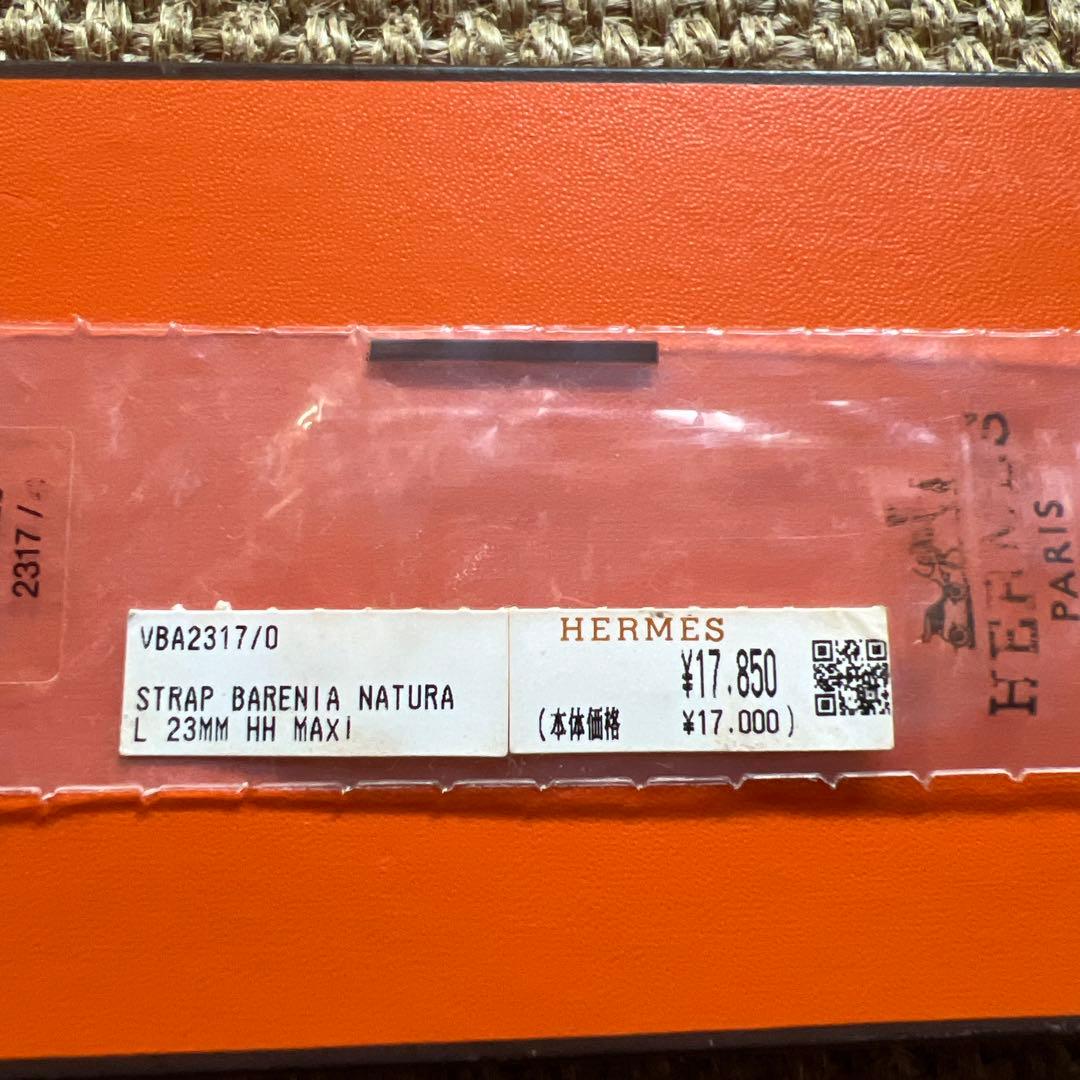 2317/
VBA2317/0
STRAP BARENIA NATURA
L 23MM HH MAXI
HERMES
¥17.850
(本体価格 ¥17.000)
HERMÈS
PARIS